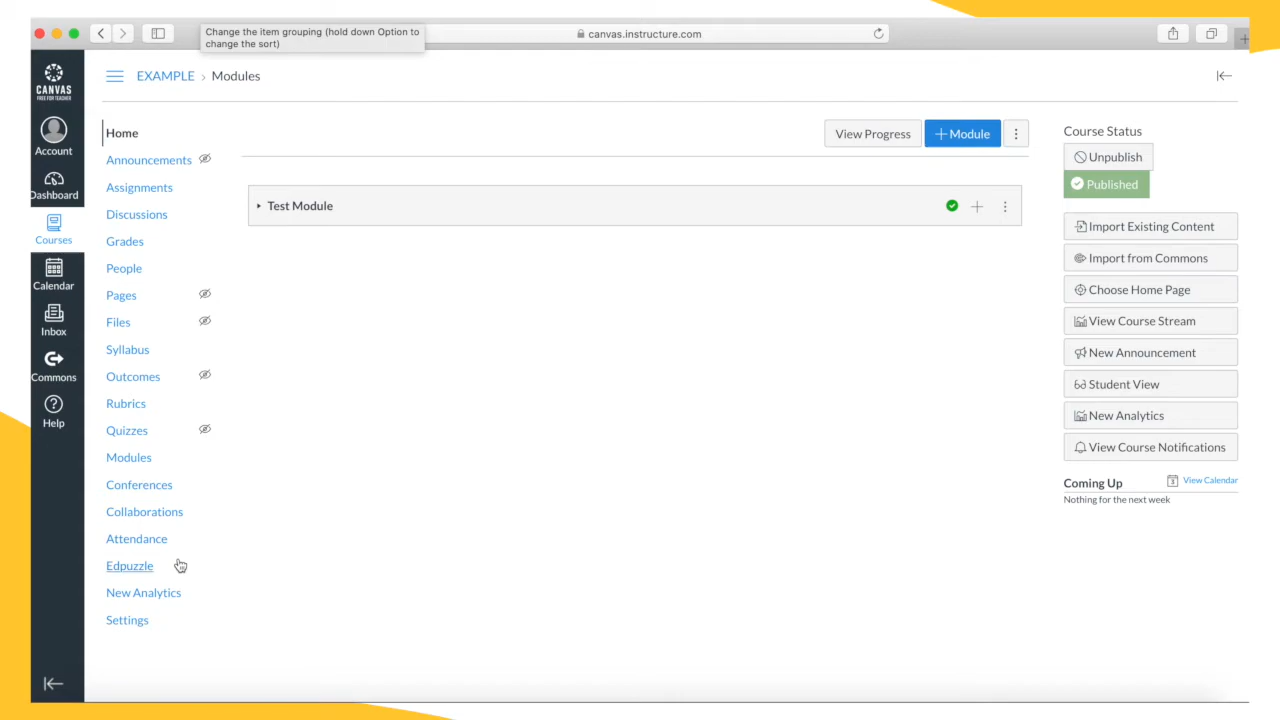 Change the item grouping (hold down Option to
change the sort)
canvas.instructure.com
CANVAS
FREE FOR TEACHER
EXAMPLE › Modules
Account
Dashboard
Courses
Calendar
Inbox
Commons
Help
Home
Announcements
Assignments
Discussions
Grades
People
Pages
Files
Syllabus
Outcomes
Rubrics
Quizzes
Modules
Conferences
Collaborations
Attendance
Edpuzzle
New Analytics
Settings
View Progress
+ Module
Test Module
Course Status
Unpublish
Published
Import Existing Content
Import from Commons
Choose Home Page
View Course Stream
New Announcement
Student View
New Analytics
View Course Notifications
Coming Up
View Calendar
Nothing for the next week